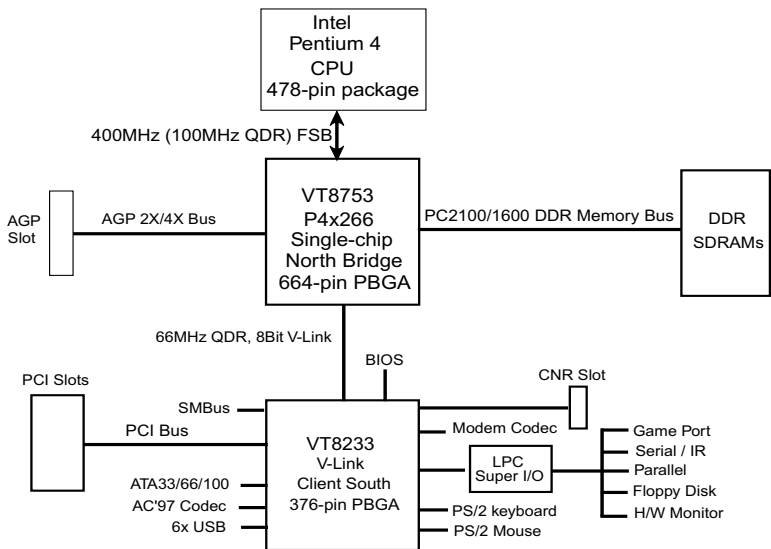 Intel
Pentium 4
CPU
478-pin package
400MHz (100MHz QDR) FSB
VT8753
P4x266
Single-chip
North Bridge
664-pin PBGA
AGP
Slot
AGP 2X/4X Bus
PC2100/1600 DDR Memory Bus
DDR
SDRAMs
66MHz QDR, 8Bit V-Link
BIOS
PCI Slots
CNR Slot
SMBus
PCI Bus
VT8233
V-Link
Client South
376-pin PBGA
Modem Codec
LPC
Super I/O
Game Port
Serial / IR
Parallel
Floppy Disk
H/W Monitor
ATA33/66/100
AC'97 Codec
6x USB
PS/2 keyboard
PS/2 Mouse